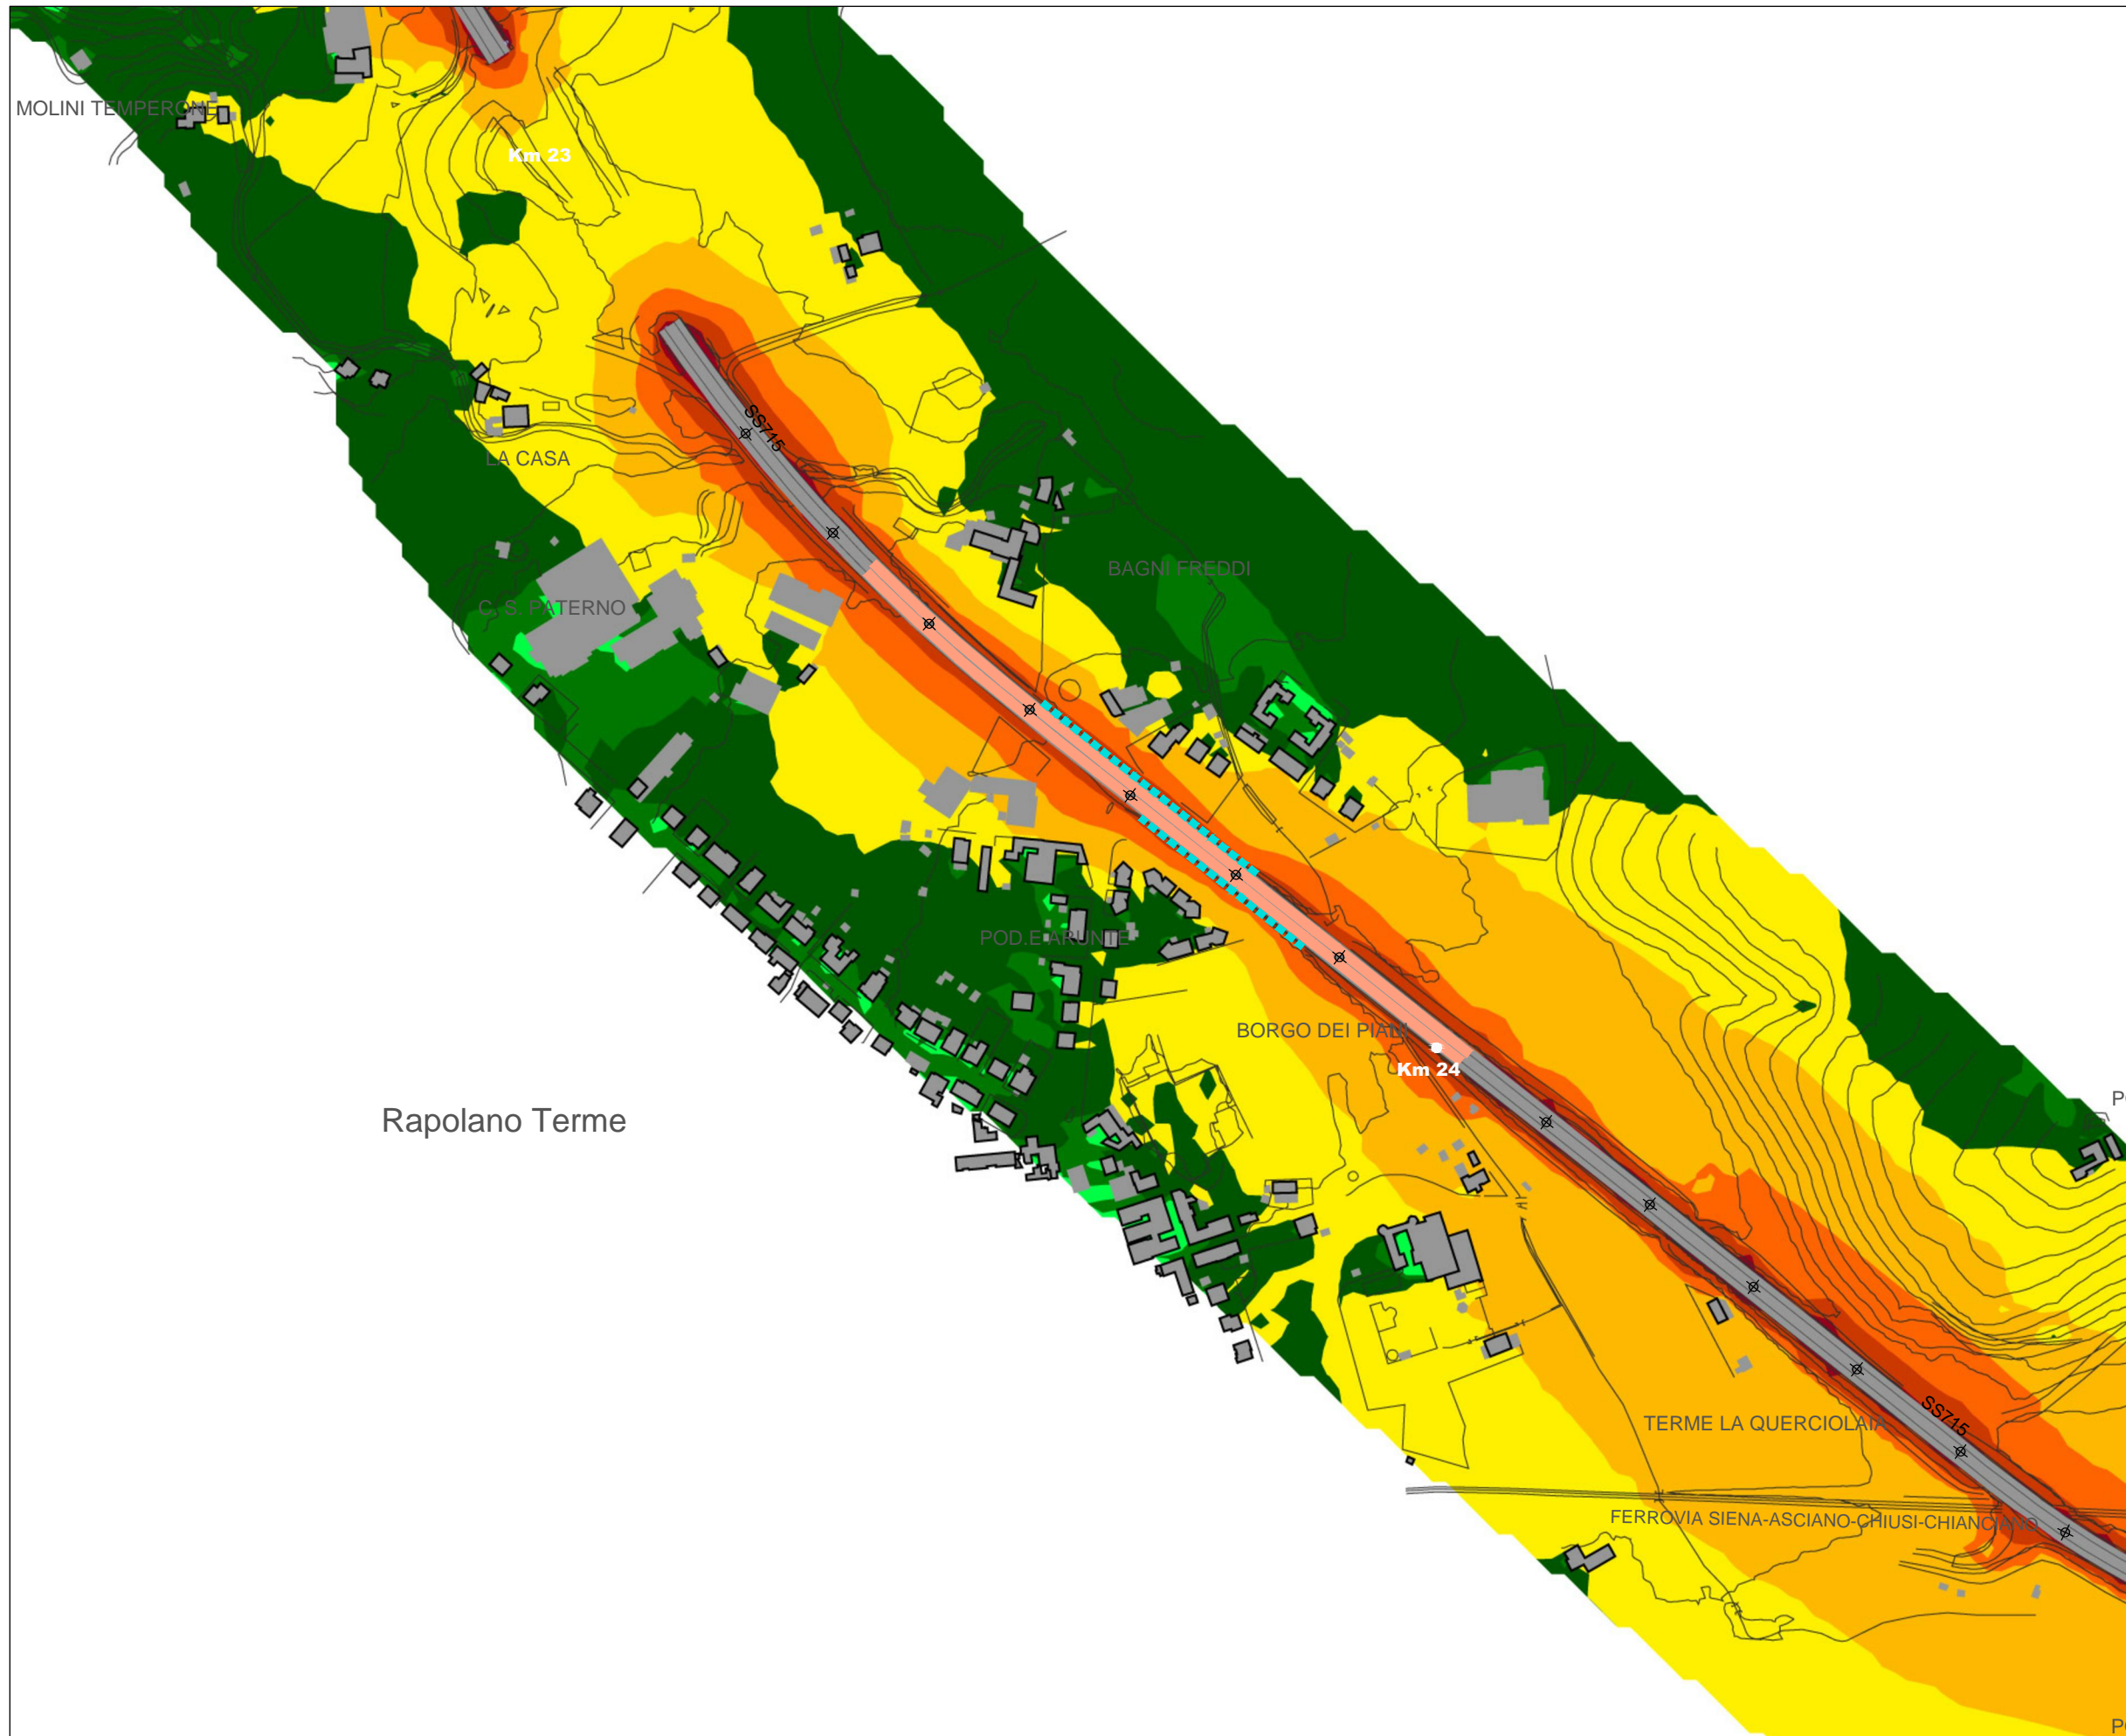 MOLINI TEMPERONE
Km 23
SS715
LA CASA
BAGNI FREDDI
C. S. PATERNO
POD.E ARUNTE
BORGO DEI PIANI
Km 24
Rapolano Terme
SS715
TERME LA QUERCIOLAIA
FERROVIA SIENA-ASCIANO-CHIUSI-CHIANCIANO